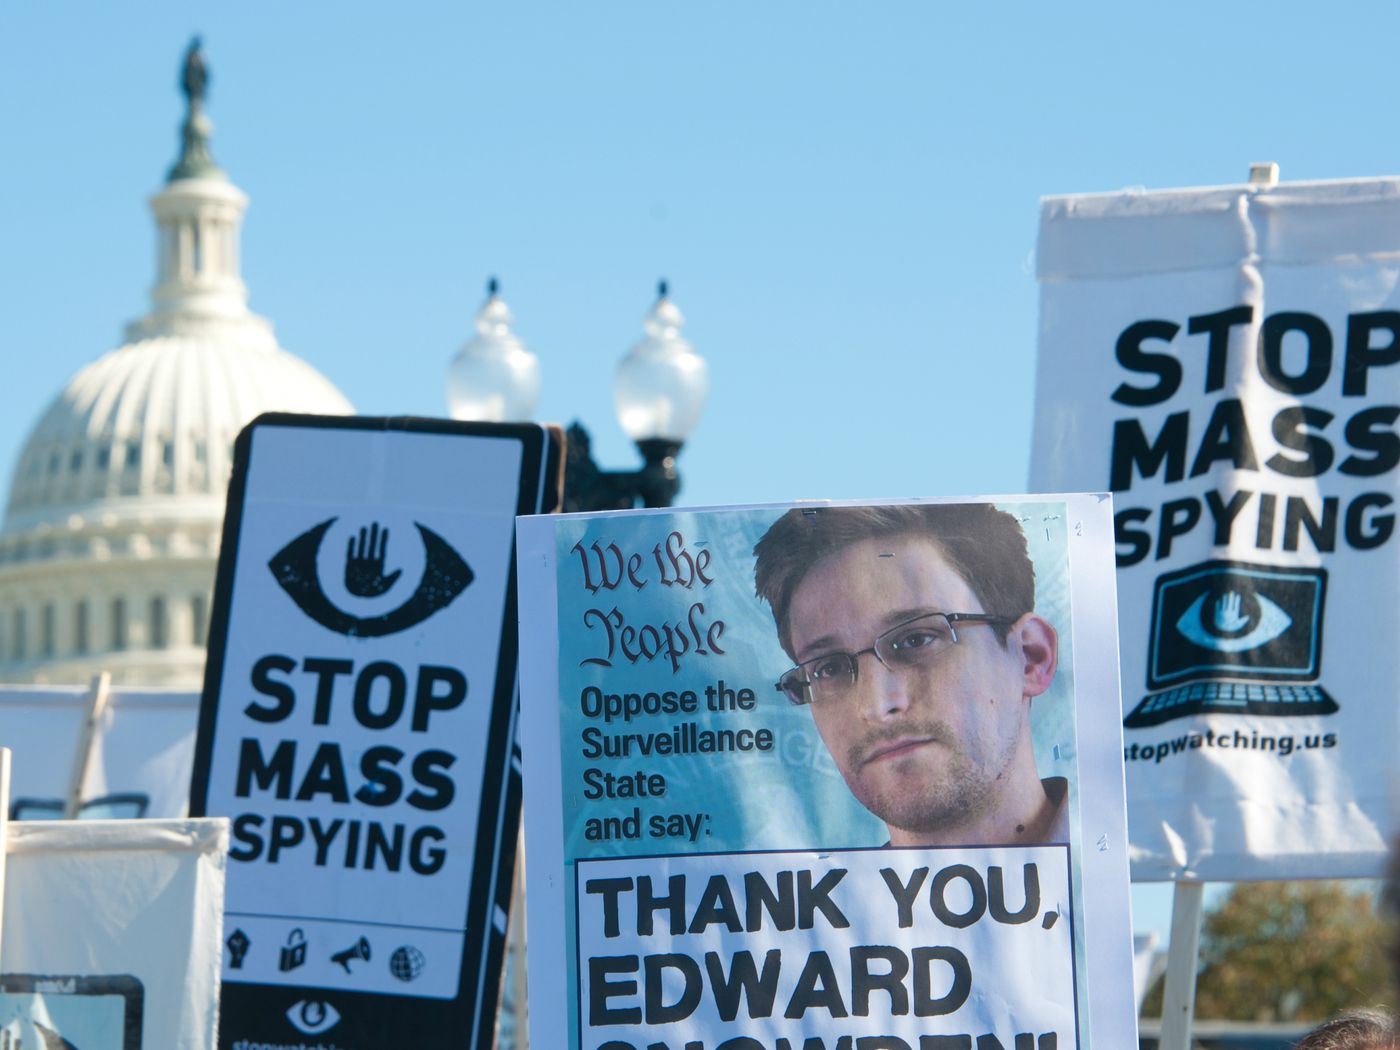 STOP
MASS
SPYING
We the
People
Oppose the
Surveillance
State
and say:
THANK YOU,
EDWARD
SNOWDEN!
STOP
MASS
SPYING
stopwatching.us